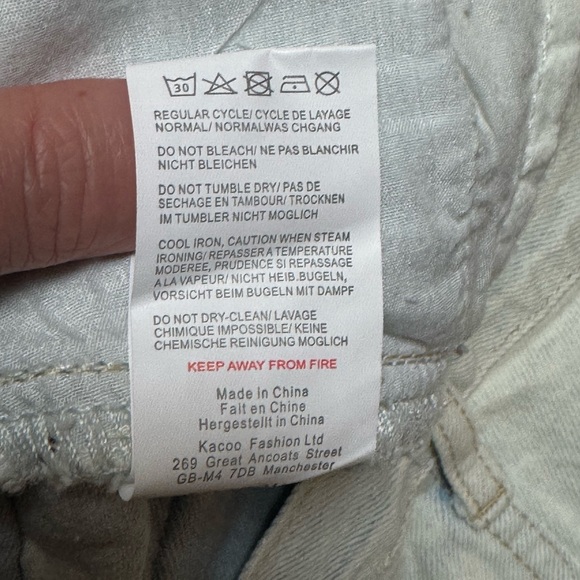 30
REGULAR CYCLE/ CYCLE DE LAYAGE
NORMAL/ NORMALWAS CHGANG
DO NOT BLEACH/ NE PAS BLANCHIR
NICHT BLEICHEN
DO NOT TUMBLE DRY/ PAS DE
SECHAGE EN TAMBOUR/ TROCKNEN
IM TUMBLER NICHT MOGLICH
COOL IRON, CAUTION WHEN STEAM
IRONING/ REPASSER A TEMPERATURE
MODEREE, PRUDENCE SI REPASSAGE
A LA VAPEUR/ NICHT HEIB.BUGELN,
VORSICHT BEIM BUGELN MIT DAMPF
DO NOT DRY-CLEAN/ LAVAGE
CHIMIQUE IMPOSSIBLE/ KEINE
CHEMISCHE REINIGUNG MOGLICH
KEEP AWAY FROM FIRE
Made in China
Fait en Chine
Hergestellt in China
Kacoo Fashion Ltd
269 Great Ancoats Street
GB-M4 7DB Manchester